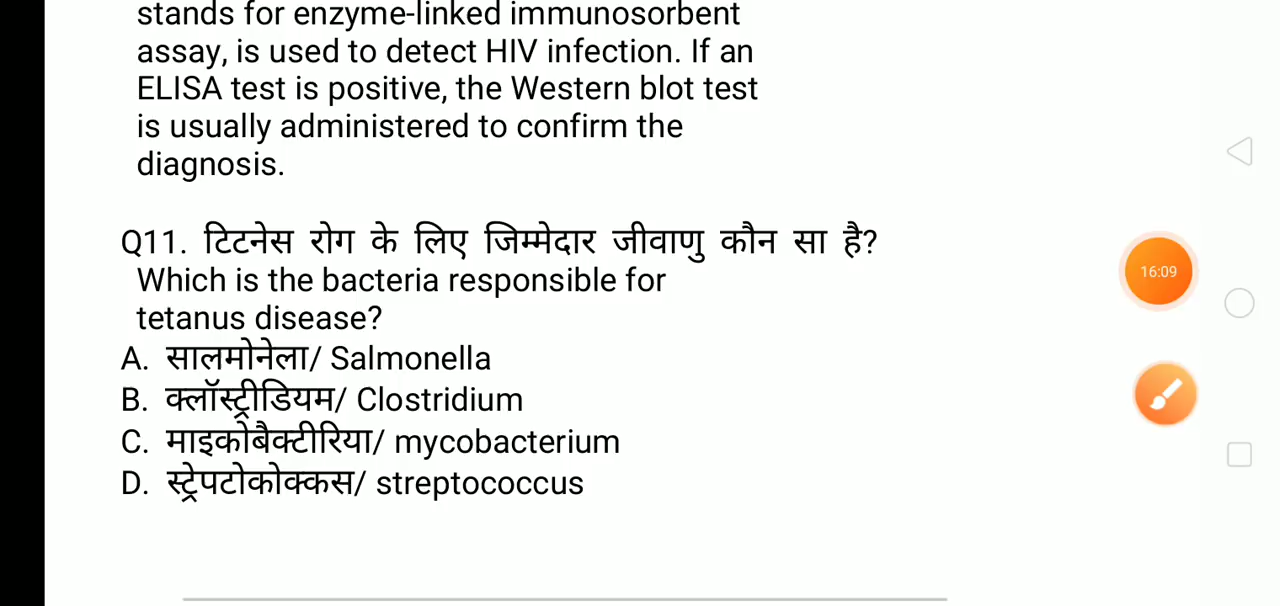 stands for enzyme-linked immunosorbent
assay, is used to detect HIV infection. If an
ELISA test is positive, the Western blot test
is usually administered to confirm the
diagnosis.
Q11. टिटनेस रोग के लिए जिम्मेदार जीवाणु कौन सा है?
Which is the bacteria responsible for
tetanus disease?
A. सालमोनेला/ Salmonella
B. क्लॉस्ट्रीडियम/ Clostridium
C. माइकोबैक्टीरिया/ mycobacterium
D. स्ट्रेपटोकोक्कस/ streptococcus
16:09